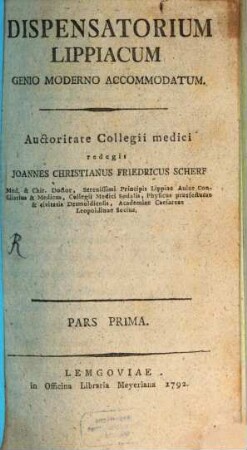 DISPENSATORIUM
LIPPIACUM
GENIO MODERNO ACCOMMODATUM.
Auctoritate Collegii medici
redegit
JOANNES CHRISTIANUS FRIEDRICUS SCHERF
Med. & Chir. Doctor, Serenissimi Principis Lippiae Aulae Con-
siliarius & Medicus, Collegii Medici Sodalis, Physicus praefecturae
& civitatis Detmoldiensis, Academiae Caesareae
Leopoldinae Socius.
R
PARS PRIMA.
LEMGOVIAE.
in Officina Libraria Meyeriana 1792.